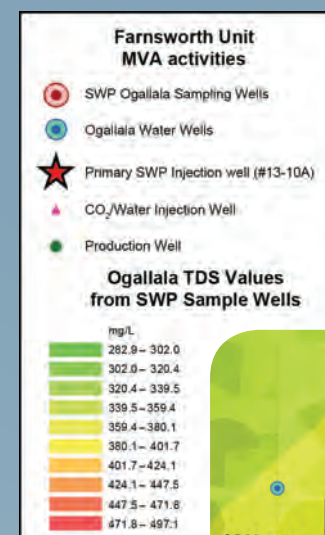 Farnsworth Unit
MVA activities
SWP Ogallala Sampling Wells
Ogallala Water Wells
Primary SWP Injection well (#13-10A)
CO₂/Water Injection Well
Production Well
Ogallala TDS Values
from SWP Sample Wells
mg/L
282.9 – 302.0
302.0 – 320.4
320.4 – 339.5
339.5 – 359.4
359.4 – 380.1
380.1 – 401.7
401.7 – 424.1
424.1 – 447.5
447.5 – 471.8
471.8 – 497.1